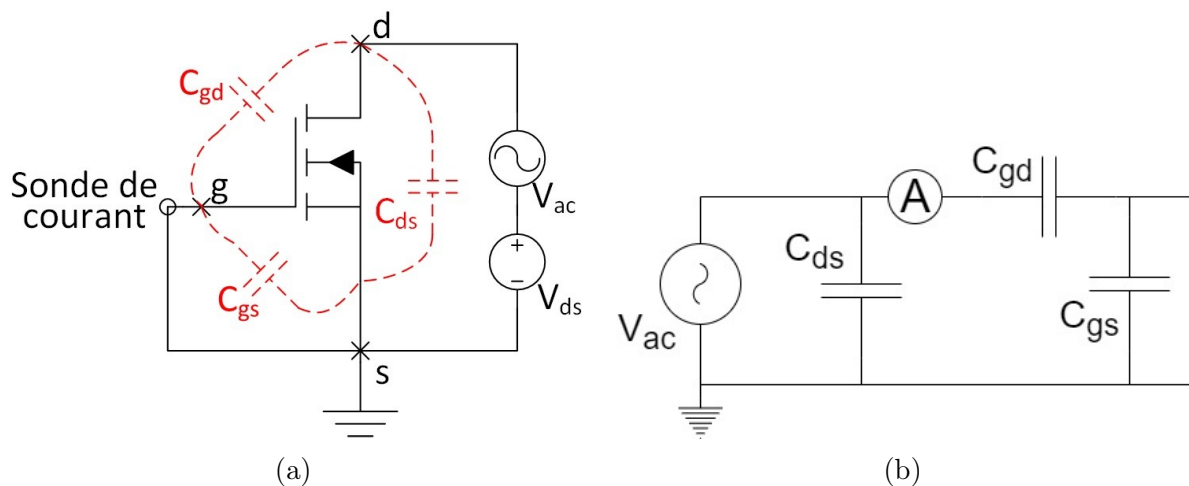 d
C_gd
g
Sonde de
courant
C_ds
V_ac
+
−
C_gs
V_ds
s
(a)
C_gd
A
C_ds
C_gs
V_ac
(b)